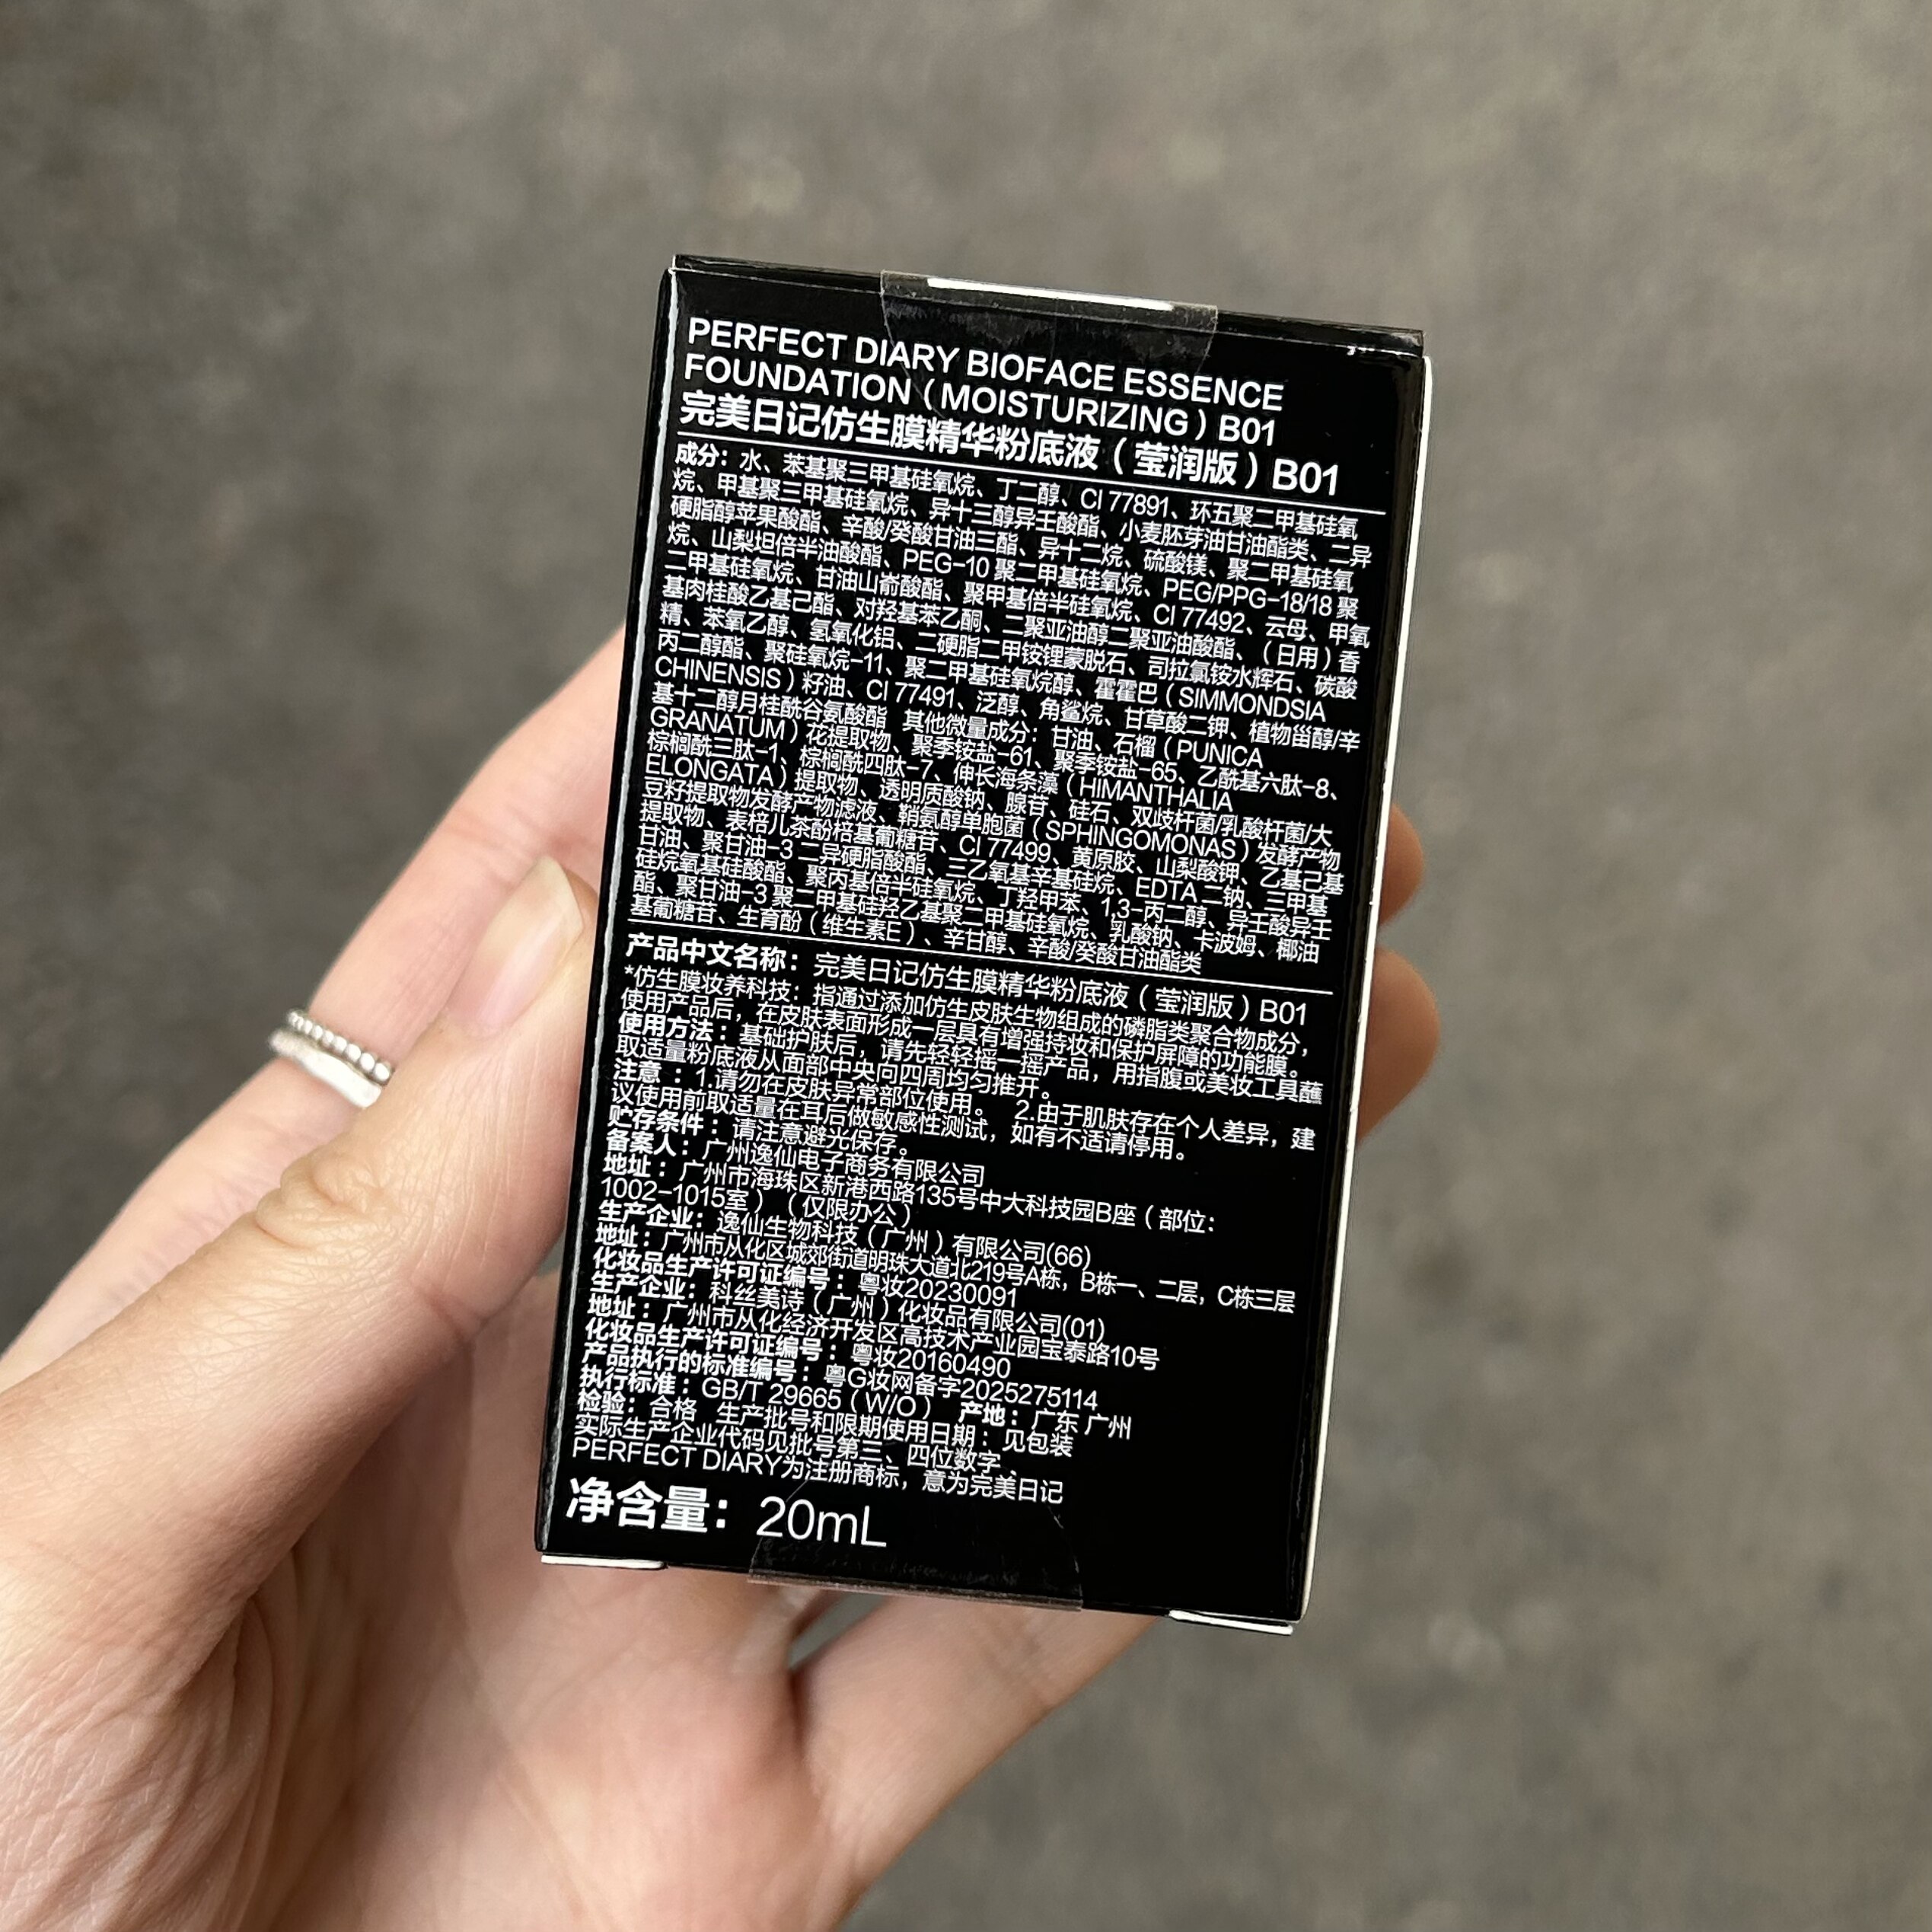 PERFECT DIARY BIOFACE ESSENCE
FOUNDATION（MOISTURIZING）B01
完美日记仿生膜精华粉底液（莹润版）B01
成分：水、苯基聚三甲基硅氧烷、丁二醇、CI 77891、环五聚二甲基硅氧
烷、甲基聚三甲基硅氧烷、异十三醇异壬酸酯、小麦胚芽油甘油酯类、二异
硬脂醇苹果酸酯、辛酸/癸酸甘油三酯、异十二烷、硫酸镁、聚二甲基硅氧
烷、山梨坦倍半油酸酯、PEG-10 聚二甲基硅氧烷、PEG/PPG-18/18 聚
二甲基硅氧烷、甘油山嵛酸酯、聚甲基倍半硅氧烷、CI 77492、云母、甲氧
基肉桂酸乙基己酯、对羟基苯乙酮、二聚亚油醇二聚亚油酸酯、（日用）香
精、苯氧乙醇、氢氧化铝、二硬脂二甲铵锂蒙脱石、司拉氯铵水辉石、碳酸
丙二醇酯、聚硅氧烷-11、聚二甲基硅氧烷醇、霍霍巴（SIMMONDSIA
CHINENSIS）籽油、CI 77491、泛醇、角鲨烷、甘草酸二钾、植物甾醇/辛
基十二醇月桂酰谷氨酸酯 其他微量成分：甘油、石榴（PUNICA
GRANATUM）花提取物、聚季铵盐-61、聚季铵盐-65、乙酰基六肽-8、
棕榈酰三肽-1、棕榈酰四肽-7、伸长海条藻（HIMANTHALIA
ELONGATA）提取物、透明质酸钠、腺苷、硅石、双歧杆菌/乳酸杆菌/大
豆籽提取物发酵产物滤液、鞘氨醇单胞菌（SPHINGOMONAS）发酵产物
提取物、表棓儿茶酚棓基葡糖苷、CI 77499、黄原胶、山梨酸钾、乙基己基
甘油、聚甘油-3 二异硬脂酸酯、三乙氧基辛基硅烷、EDTA 二钠、三甲基
硅烷氧基硅酸酯、聚丙基倍半硅氧烷、丁羟甲苯、1,3-丙二醇、异壬酸异壬
酯、聚甘油-3 聚二甲基硅羟乙基聚二甲基硅氧烷、乳酸钠、卡波姆、椰油
基葡糖苷、生育酚（维生素E）、辛甘醇、辛酸/癸酸甘油酯类
产品中文名称：完美日记仿生膜精华粉底液（莹润版）B01
*仿生膜妆养科技：指通过添加仿生皮肤生物组成的磷脂类聚合物成分，
使用产品后，在皮肤表面形成一层具有增强持妆和保护屏障的功能膜。
使用方法：基础护肤后，请先轻轻摇一摇产品，用指腹或美妆工具蘸
取适量粉底液从面部中央向四周均匀推开。
注意：1.请勿在皮肤异常部位使用。 2.由于肌肤存在个人差异，建
议使用前取适量在耳后做敏感性测试，如有不适请停用。
贮存条件：请注意避光保存。
备案人：广州逸仙电子商务有限公司
地址：广州市海珠区新港西路135号中大科技园B座（部位：
1002-1015室）（仅限办公）
生产企业：逸仙生物科技（广州）有限公司(66)
地址：广州市从化区城郊街道明珠大道北219号A栋，B栋一、二层，C栋三层
化妆品生产许可证编号：粤妆20230091
生产企业：科丝美诗（广州）化妆品有限公司(01)
地址：广州市从化经济开发区高技术产业园宝泰路10号
化妆品生产许可证编号：粤妆20160490
产品执行的标准编号：粤G妆网备字2025275114
执行标准：GB/T 29665（W/O） 产地：广东 广州
检验：合格 生产批号和限期使用日期：见包装
实际生产企业代码见批号第三、四位数字。
PERFECT DIARY为注册商标，意为完美日记
净含量：20mL